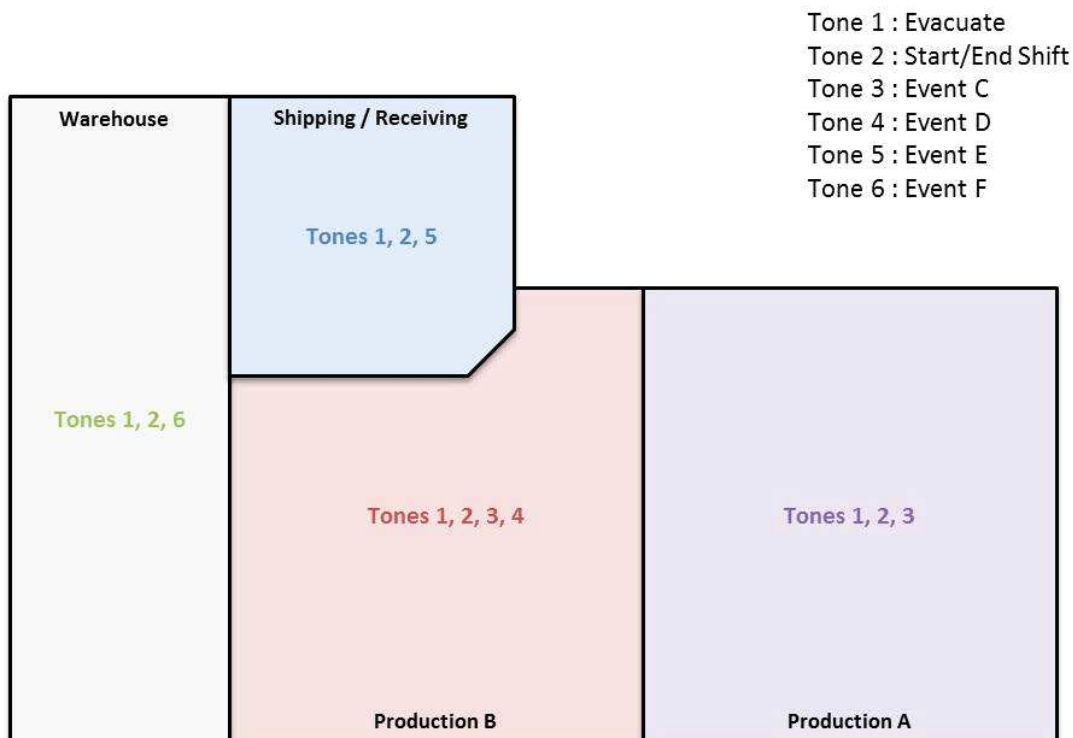 Tone 1 : Evacuate
Tone 2 : Start/End Shift
Tone 3 : Event C
Tone 4 : Event D
Tone 5 : Event E
Tone 6 : Event F
Warehouse
Shipping / Receiving
Tones 1, 2, 5
Tones 1, 2, 6
Tones 1, 2, 3, 4
Tones 1, 2, 3
Production B
Production A